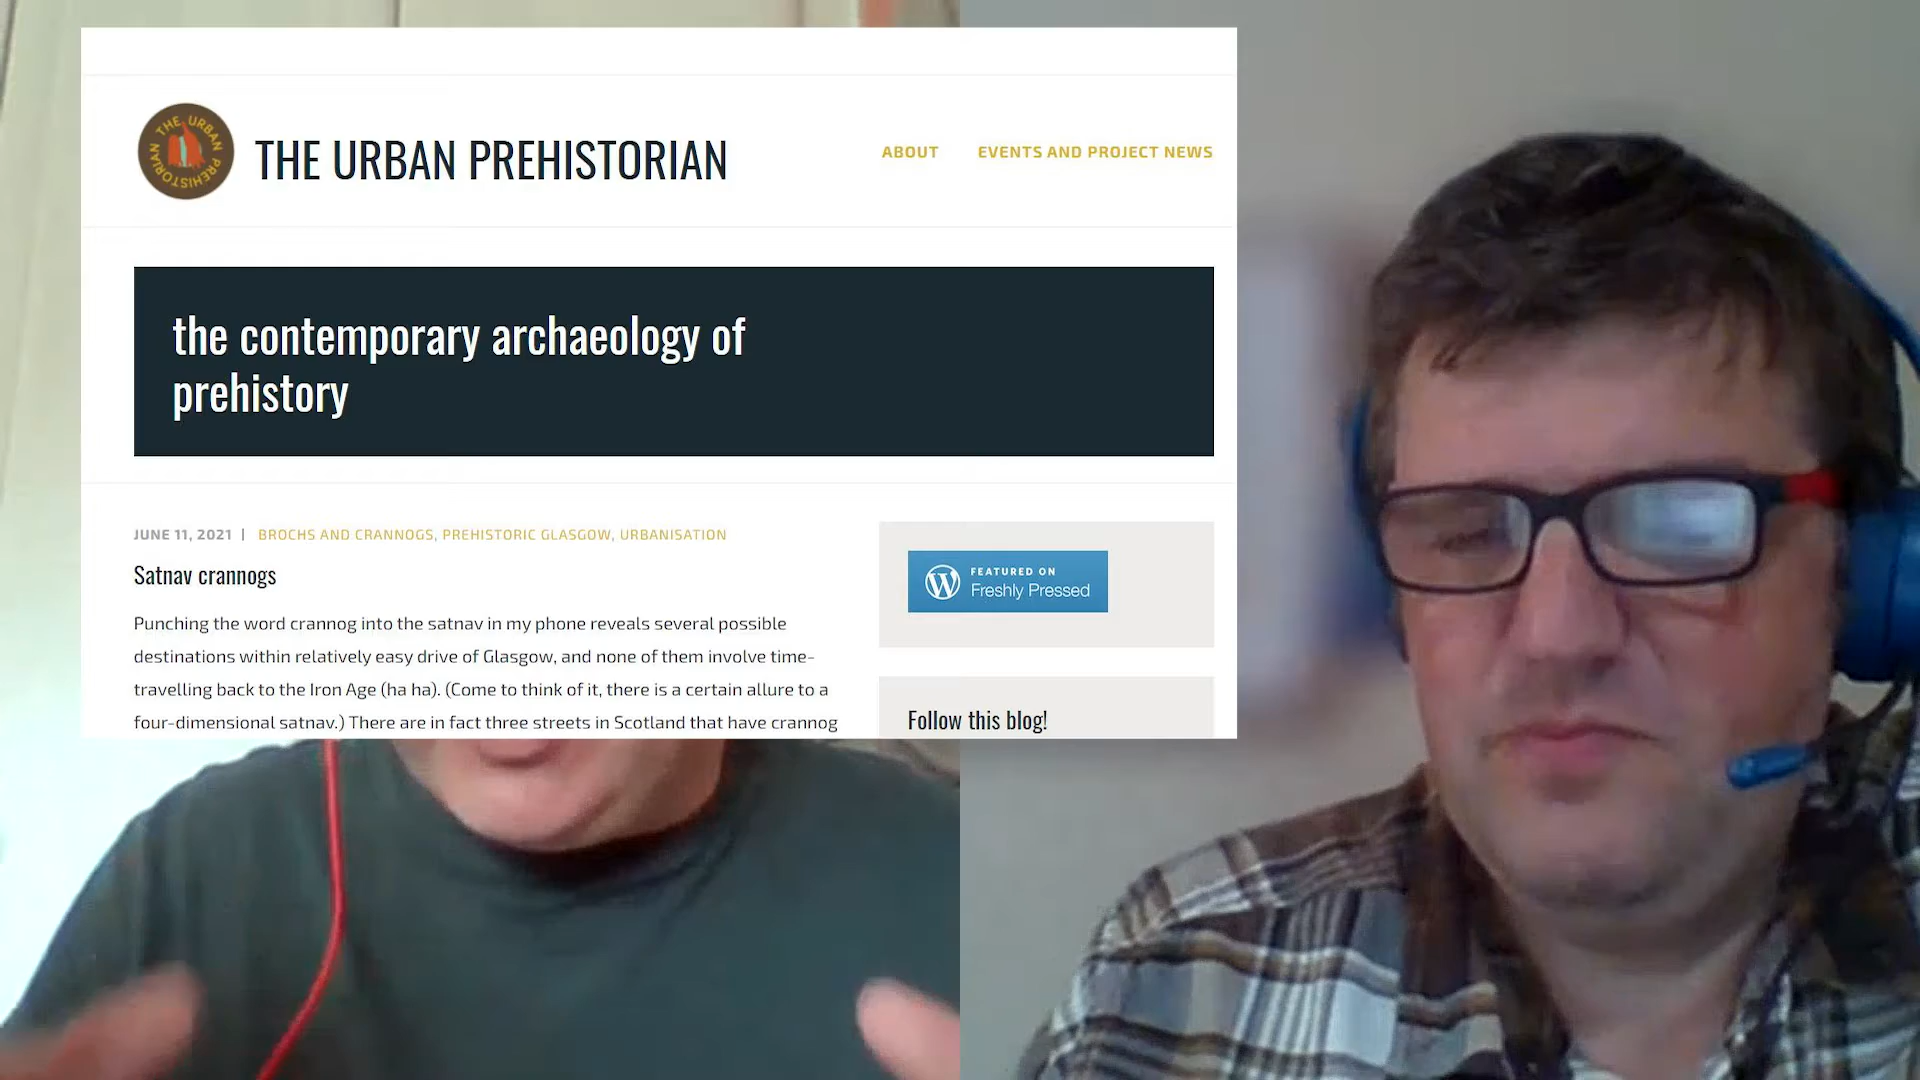 THE URBAN PREHISTORIAN
THE URBAN PREHISTORIAN
ABOUT
EVENTS AND PROJECT NEWS
the contemporary archaeology of
prehistory
JUNE 11, 2021 | BROCHS AND CRANNOGS, PREHISTORIC GLASGOW, URBANISATION
Satnav crannogs
Punching the word crannog into the satnav in my phone reveals several possible
destinations within relatively easy drive of Glasgow, and none of them involve time-
travelling back to the Iron Age (ha ha). (Come to think of it, there is a certain allure to a
four-dimensional satnav.) There are in fact three streets in Scotland that have crannog
FEATURED ON
Freshly Pressed
Follow this blog!